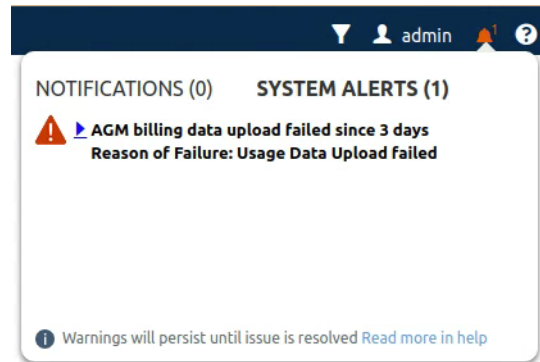 admin 1 ?
NOTIFICATIONS (0) SYSTEM ALERTS (1)
AGM billing data upload failed since 3 days
Reason of Failure: Usage Data Upload failed
Warnings will persist until issue is resolved Read more in help